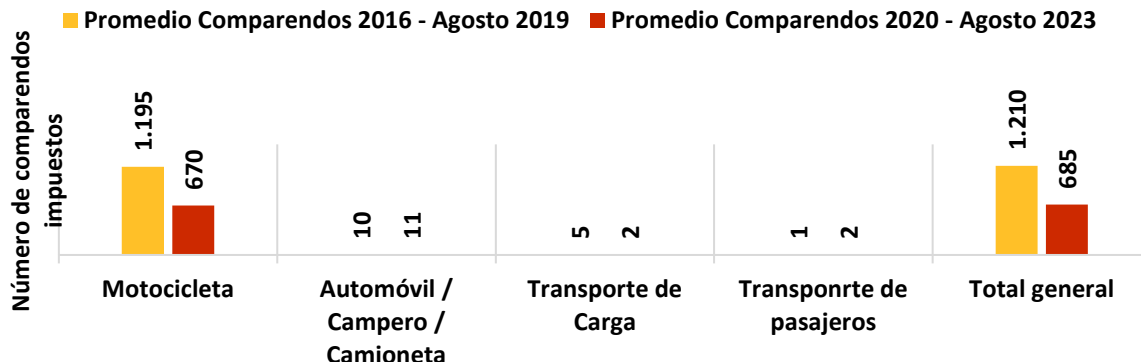 Promedio Comparendos 2016 - Agosto 2019 Promedio Comparendos 2020 - Agosto 2023
Número de comparendos
impuestos
1.195
670
10
11
5
2
1
2
1.210
685
Motocicleta
Automóvil /
Campero /
Camioneta
Transporte de
Carga
Transponrte de
pasajeros
Total general